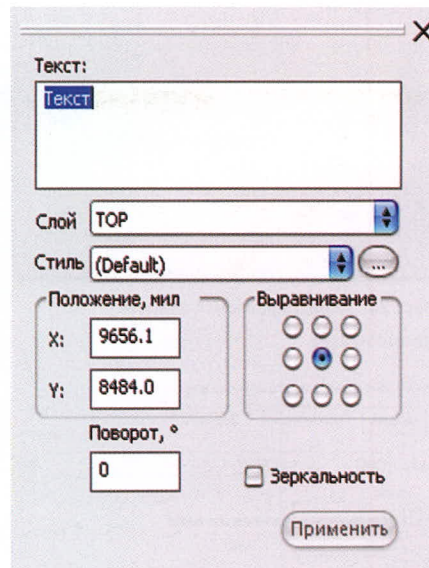 Текст:
Текст
Слой TOP
Стиль (Default) ...
Положение, мил
Выравнивание
X: 9656.1
Y: 8484.0
Поворот, °
0
Зеркальность
Применить